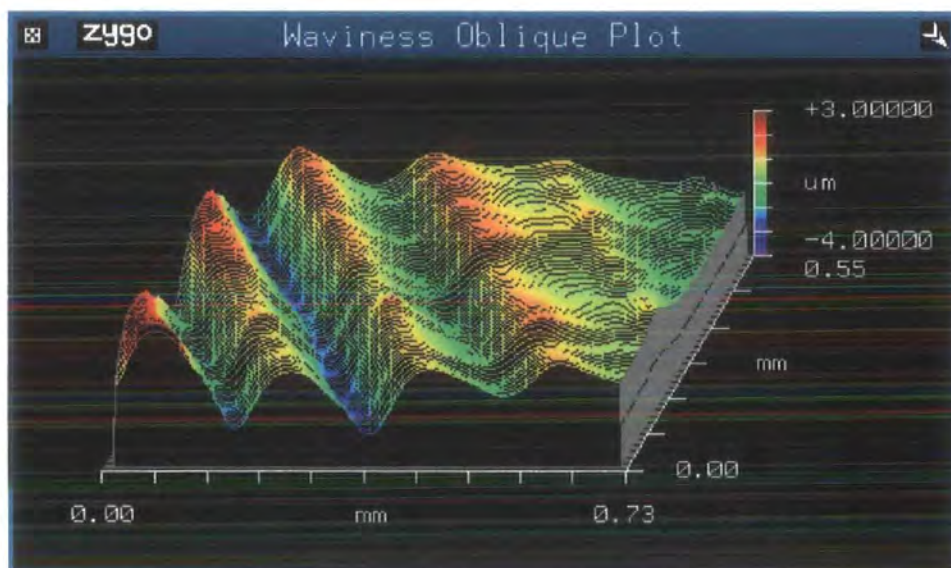 zygo Waviness Oblique Plot
+3.00000
um
-4.00000
0.55
mm
0.00
0.00 mm 0.73